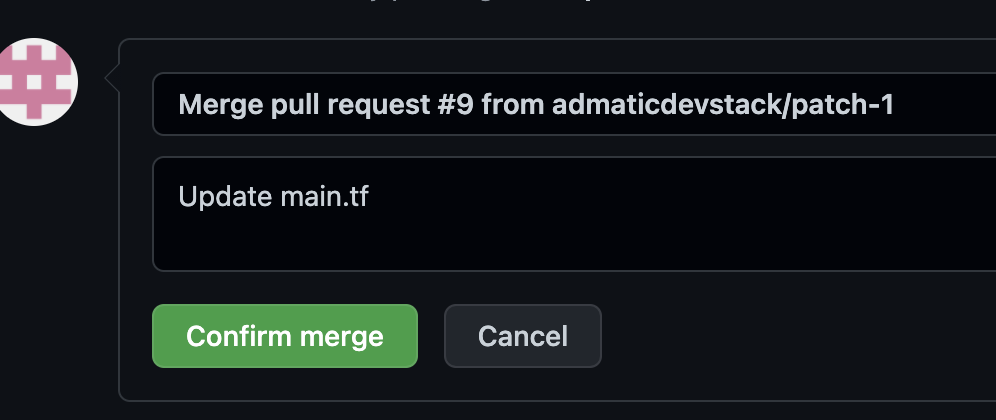 Merge pull request #9 from admaticdevstack/patch-1
Update main.tf
Confirm merge
Cancel